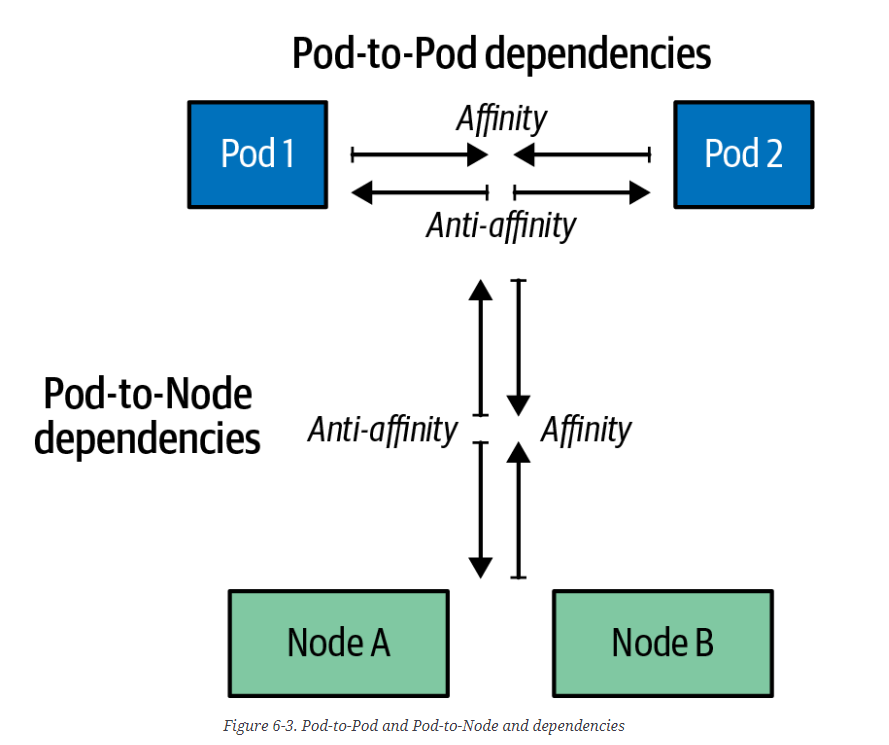 Pod-to-Pod dependencies
Affinity
Pod 1
Pod 2
Anti-affinity
Pod-to-Node
dependencies
Anti-affinity
Affinity
Node A
Node B
Figure 6-3. Pod-to-Pod and Pod-to-Node and dependencies